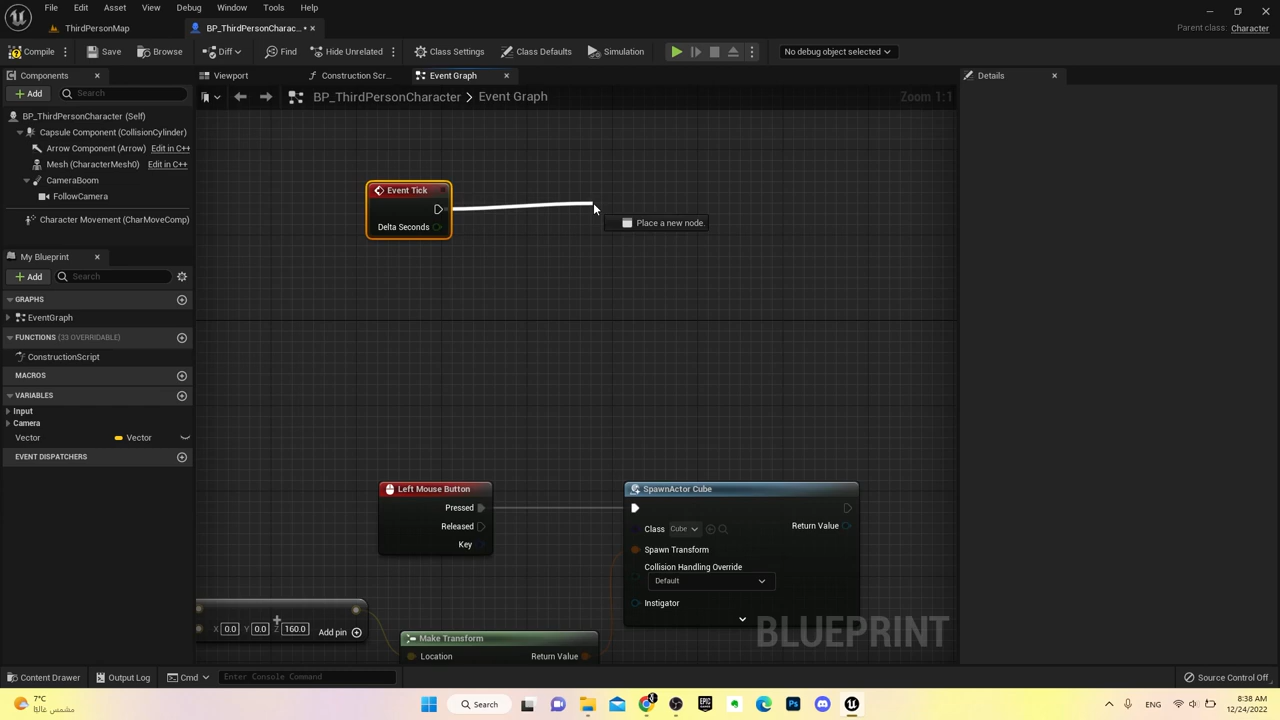 File Edit Asset View Debug Window Tools Help
ThirdPersonMap
BP_ThirdPersonCharac...
Parent class: Character
Compile Save Browse Diff Find Hide Unrelated Class Settings Class Defaults Simulation No debug object selected
Components
Viewport
Construction Scr...
Event Graph
Details
Add Search
BP_ThirdPersonCharacter > Event Graph
Zoom 1:1
BP_ThirdPersonCharacter (Self)
Capsule Component (CollisionCylinder)
Arrow Component (Arrow) Edit in C++
Mesh (CharacterMesh0) Edit in C++
CameraBoom
FollowCamera
Character Movement (CharMoveComp)
Event Tick
Delta Seconds
Place a new node.
My Blueprint
Add Search
GRAPHS
EventGraph
FUNCTIONS (33 OVERRIDABLE)
ConstructionScript
MACROS
VARIABLES
Input
Camera
Vector Vector
EVENT DISPATCHERS
Left Mouse Button
Pressed
Released
Key
SpawnActor Cube
Class Cube
Return Value
Spawn Transform
Collision Handling Override
Default
Instigator
X 0.0 Y 0.0 Z 160.0 Add pin
Make Transform
Location Return Value
BLUEPRINT
Content Drawer Output Log Cmd Enter Console Command Source Control Off
7°C
مشمس غالبًا
Search
ENG
8:38 AM
12/24/2022